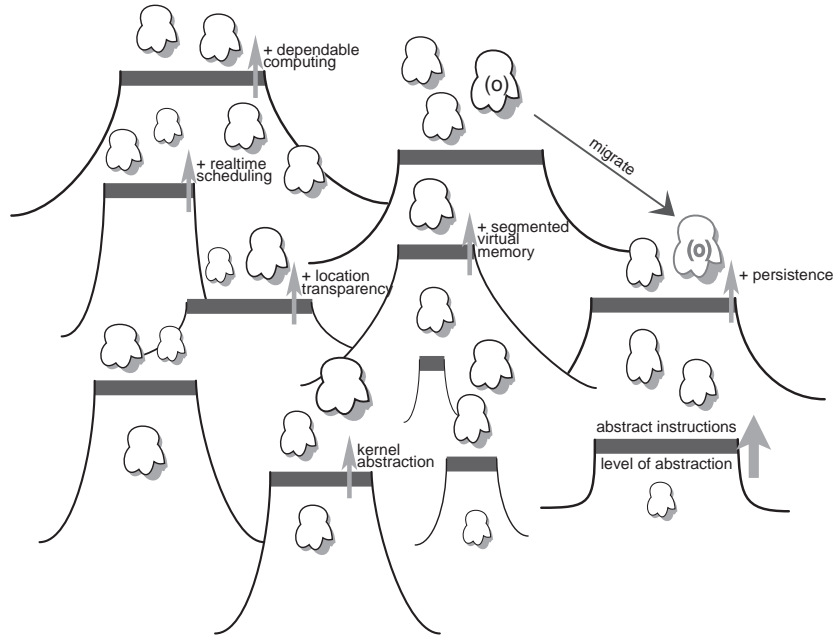 + dependable
computing
+ realtime
scheduling
+ location
transparency
(o)
migrate
+ segmented
virtual
memory
(o)
+ persistence
kernel
abstraction
abstract instructions
level of abstraction